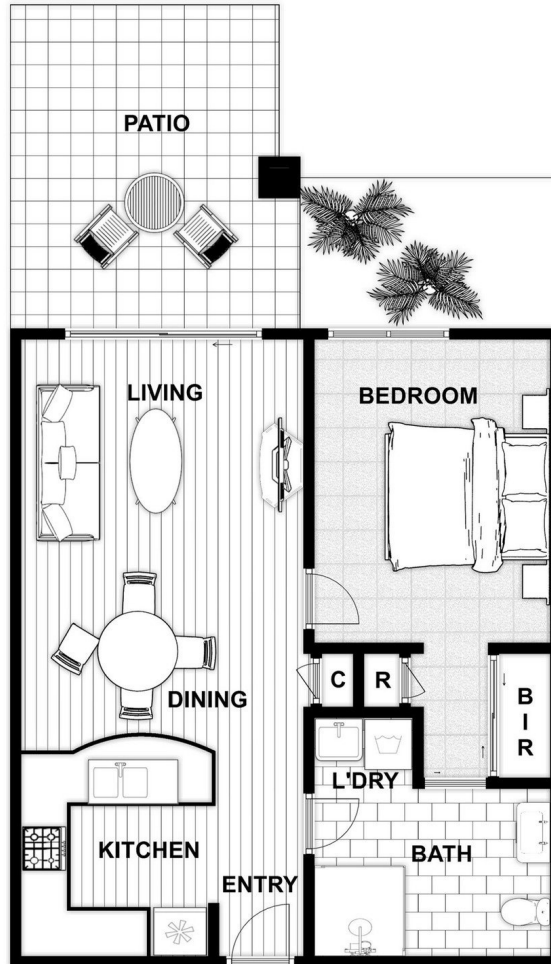 PATIO
LIVING
BEDROOM
DINING
C
R
B
I
R
L'DRY
KITCHEN
BATH
ENTRY